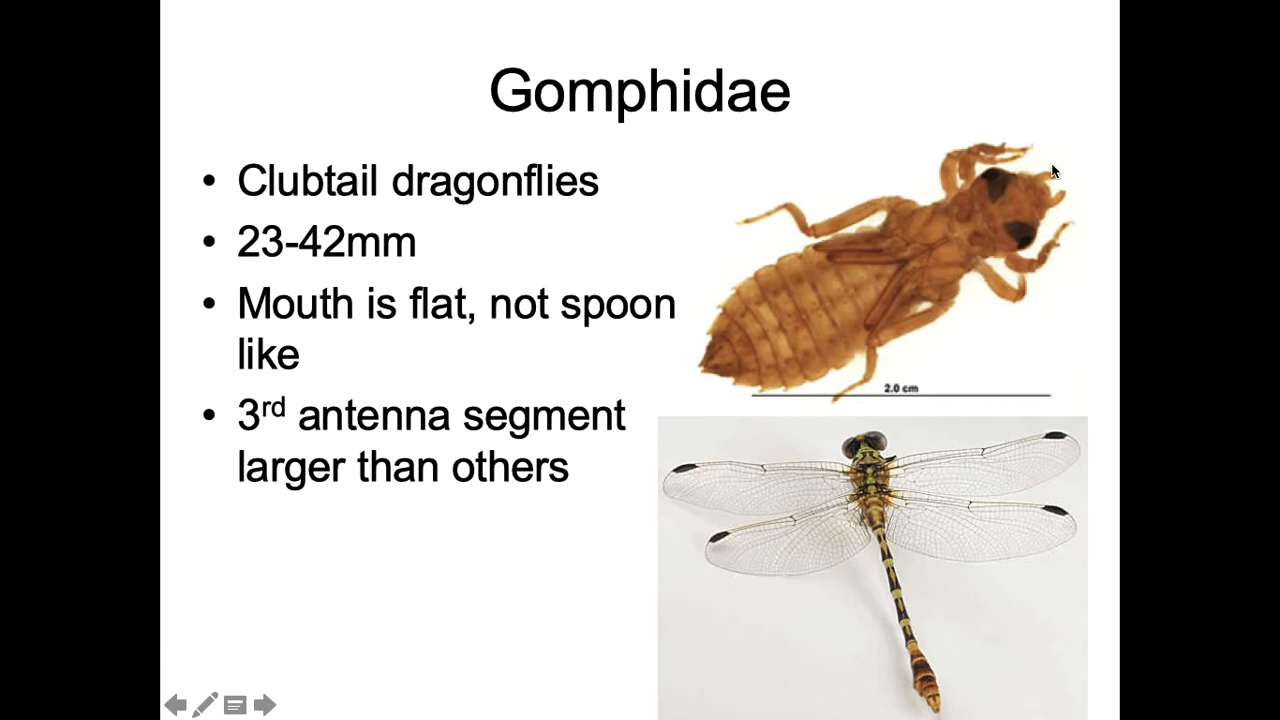 Gomphidae
• Clubtail dragonflies
• 23-42mm
• Mouth is flat, not spoon
like
• 3rd antenna segment
larger than others
2.0 cm